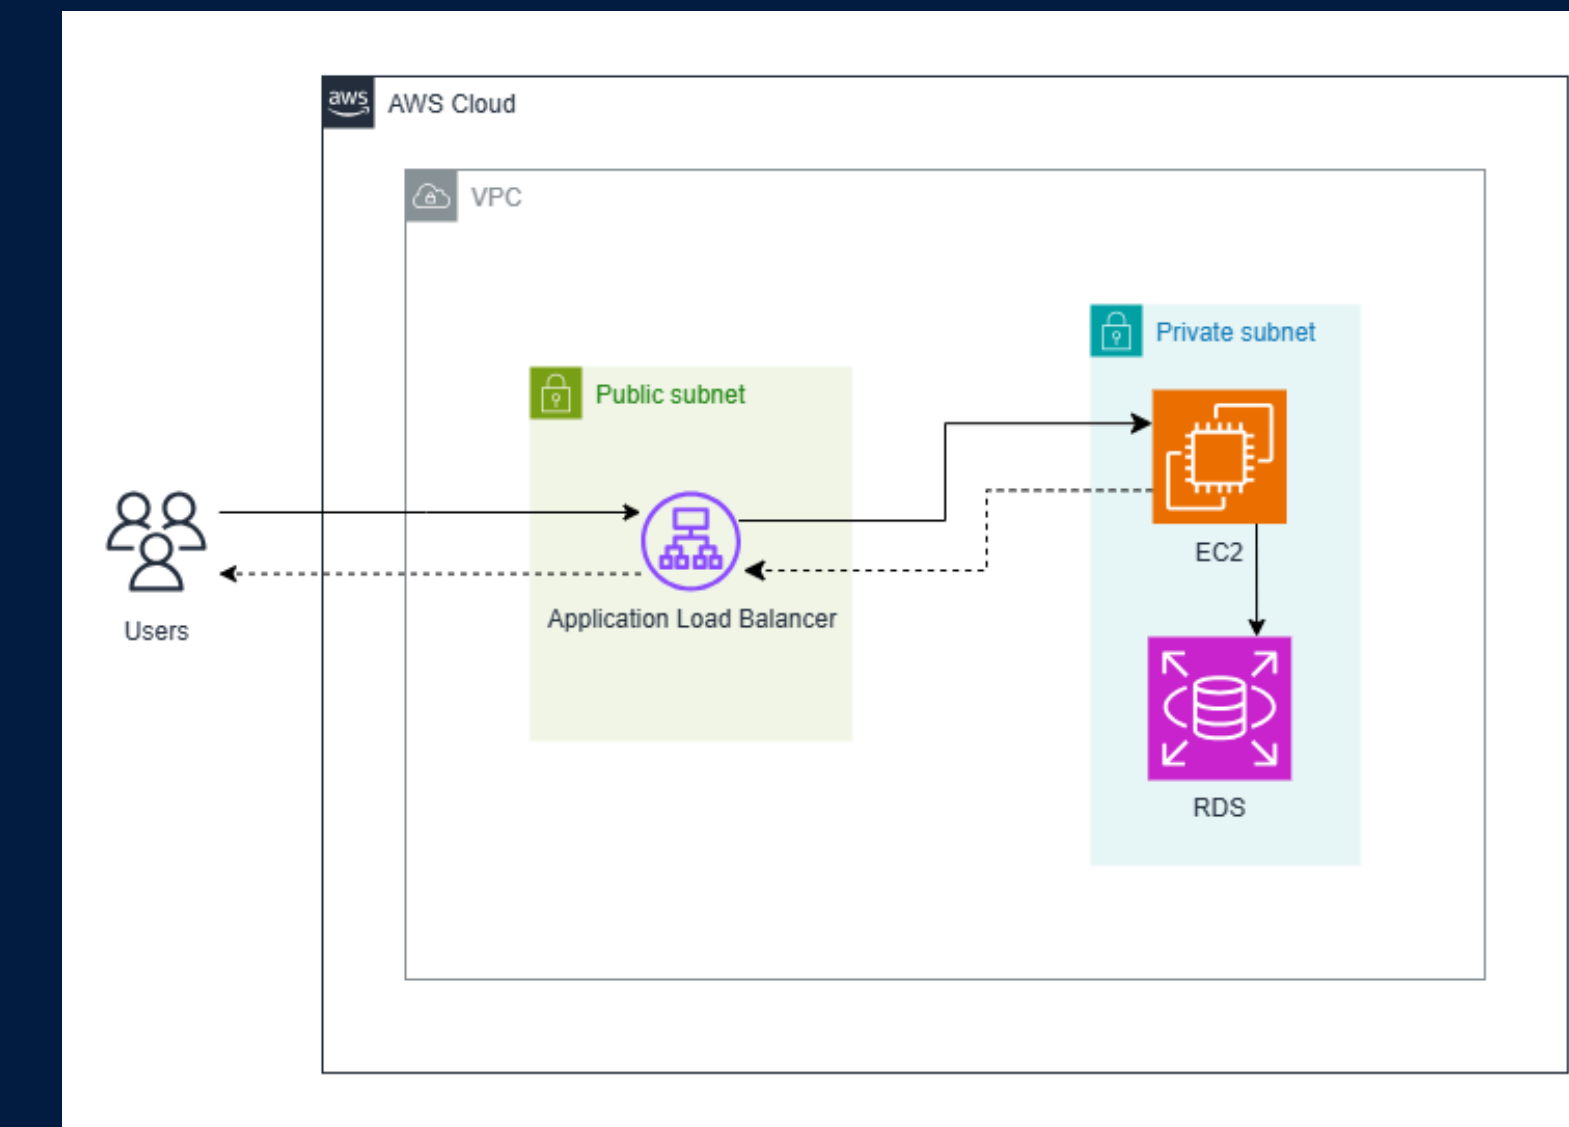 aws
AWS Cloud
VPC
Private subnet
Public subnet
EC2
Application Load Balancer
Users
RDS